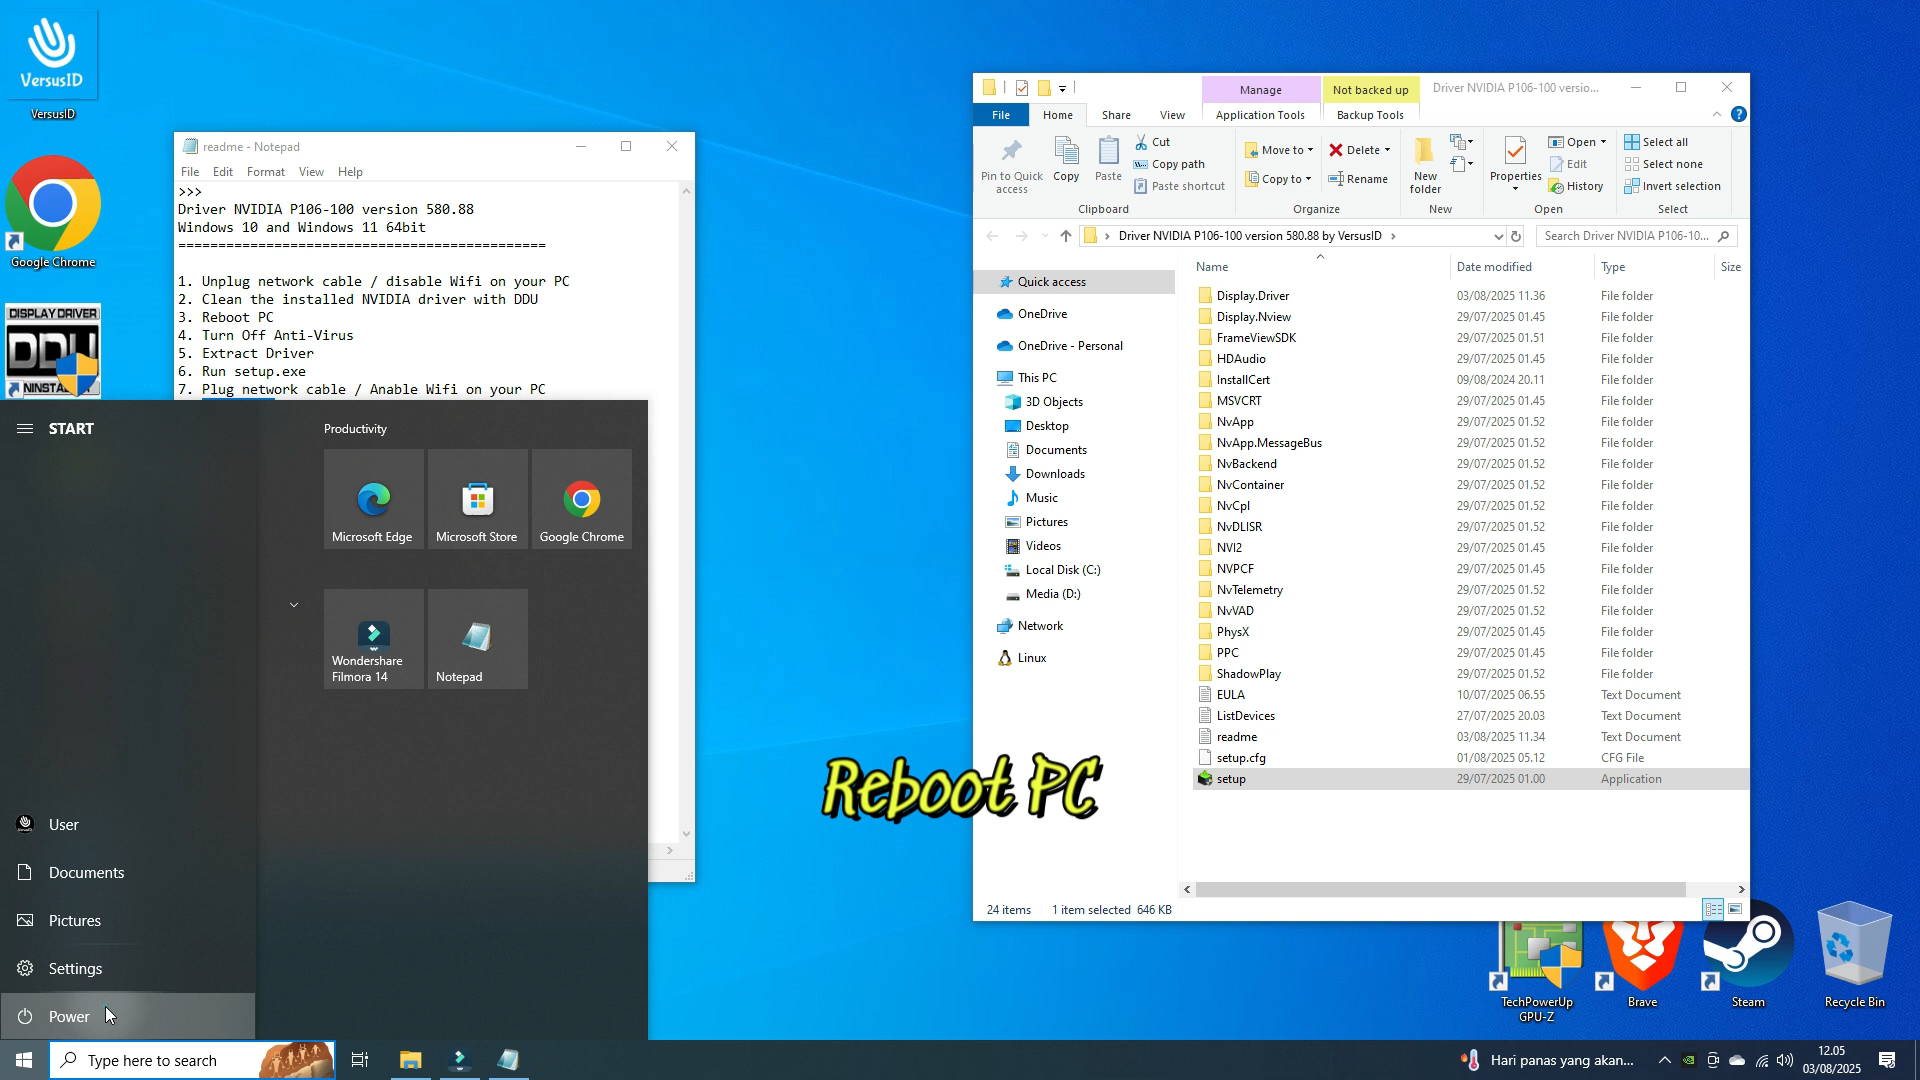 VersusID
VersusID
Google Chrome
DISPLAY DRIVER
DDU
readme - Notepad
File Edit Format View Help
>>>
Driver NVIDIA P106-100 version 580.88
Windows 10 and Windows 11 64bit
==============================================
1. Unplug network cable / disable Wifi on your PC
2. Clean the installed NVIDIA driver with DDU
3. Reboot PC
4. Turn Off Anti-Virus
5. Extract Driver
6. Run setup.exe
7. Plug network cable / Anable Wifi on your PC
START
Productivity
Microsoft Edge
Microsoft Store
Google Chrome
Wondershare
Filmora 14
Notepad
User
Documents
Pictures
Settings
Power
Type here to search
Reboot PC
Manage
Not backed up
Driver NVIDIA P106-100 versio...
File Home Share View Application Tools Backup Tools
Pin to Quick
access
Copy
Paste
Cut
Copy path
Paste shortcut
Clipboard
Move to
Copy to
Delete
Rename
Organize
New
folder
New
Properties
Open
Edit
History
Open
Select all
Select none
Invert selection
Select
Driver NVIDIA P106-100 version 580.88 by VersusID
Search Driver NVIDIA P106-10...
Quick access
OneDrive
OneDrive - Personal
This PC
3D Objects
Desktop
Documents
Downloads
Music
Pictures
Videos
Local Disk (C:)
Media (D:)
Network
Linux
Name Date modified Type Size
Display.Driver 03/08/2025 11.36 File folder
Display.Nview 29/07/2025 01.45 File folder
FrameViewSDK 29/07/2025 01.51 File folder
HDAudio 29/07/2025 01.45 File folder
InstallCert 09/08/2024 20.11 File folder
MSVCRT 29/07/2025 01.45 File folder
NvApp 29/07/2025 01.52 File folder
NvApp.MessageBus 29/07/2025 01.52 File folder
NvBackend 29/07/2025 01.52 File folder
NvContainer 29/07/2025 01.52 File folder
NvCpl 29/07/2025 01.52 File folder
NvDLISR 29/07/2025 01.52 File folder
NVI2 29/07/2025 01.45 File folder
NVPCF 29/07/2025 01.45 File folder
NvTelemetry 29/07/2025 01.52 File folder
NvVAD 29/07/2025 01.52 File folder
PhysX 29/07/2025 01.45 File folder
PPC 29/07/2025 01.45 File folder
ShadowPlay 29/07/2025 01.52 File folder
EULA 10/07/2025 06.55 Text Document
ListDevices 27/07/2025 20.03 Text Document
readme 03/08/2025 11.34 Text Document
setup.cfg 01/08/2025 05.12 CFG File
setup 29/07/2025 01.00 Application
24 items 1 item selected 646 KB
TechPowerUp
GPU-Z
Brave
Steam
Recycle Bin
Hari panas yang akan...
12.05
03/08/2025